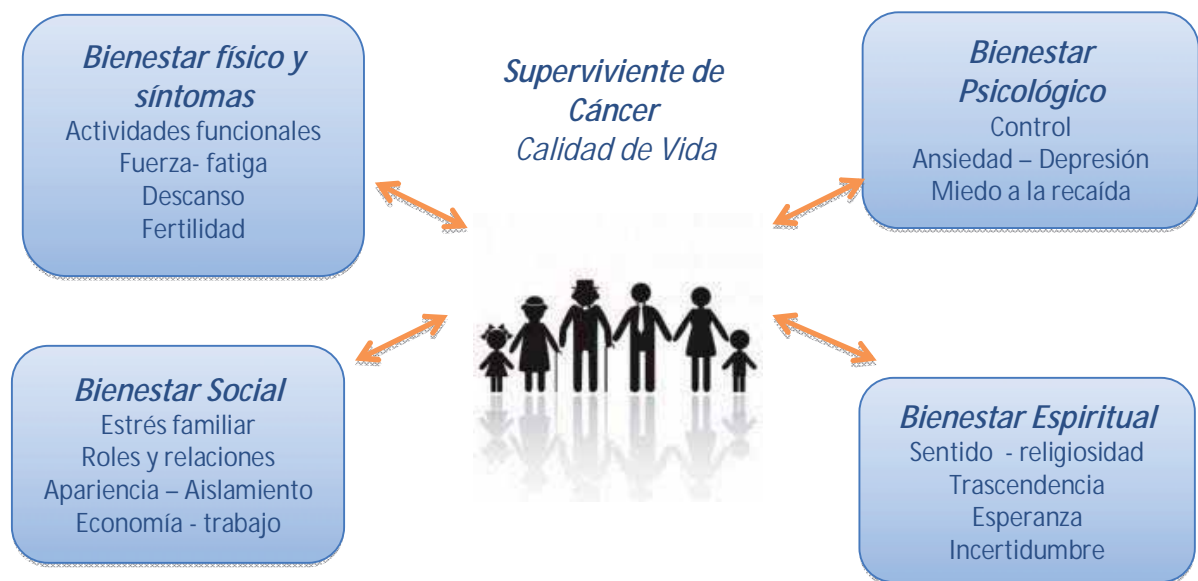 Bienestar físico y
síntomas
Actividades funcionales
Fuerza- fatiga
Descanso
Fertilidad
Superviviente de
Cáncer
Calidad de Vida
Bienestar
Psicológico
Control
Ansiedad – Depresión
Miedo a la recaída
Bienestar Social
Estrés familiar
Roles y relaciones
Apariencia – Aislamiento
Economía - trabajo
Bienestar Espiritual
Sentido - religiosidad
Trascendencia
Esperanza
Incertidumbre